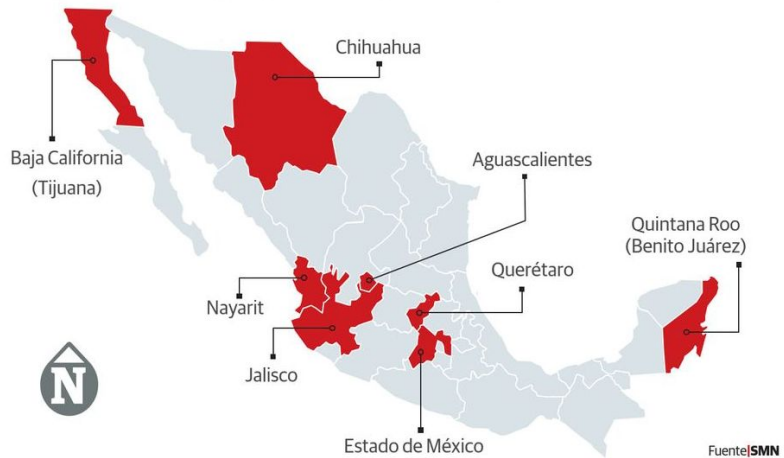 Chihuahua
Baja California
(Tijuana)
Aguascalientes
Quintana Roo
(Benito Juárez)
Querétaro
Nayarit
Jalisco
N
Estado de México
Fuente|SMN